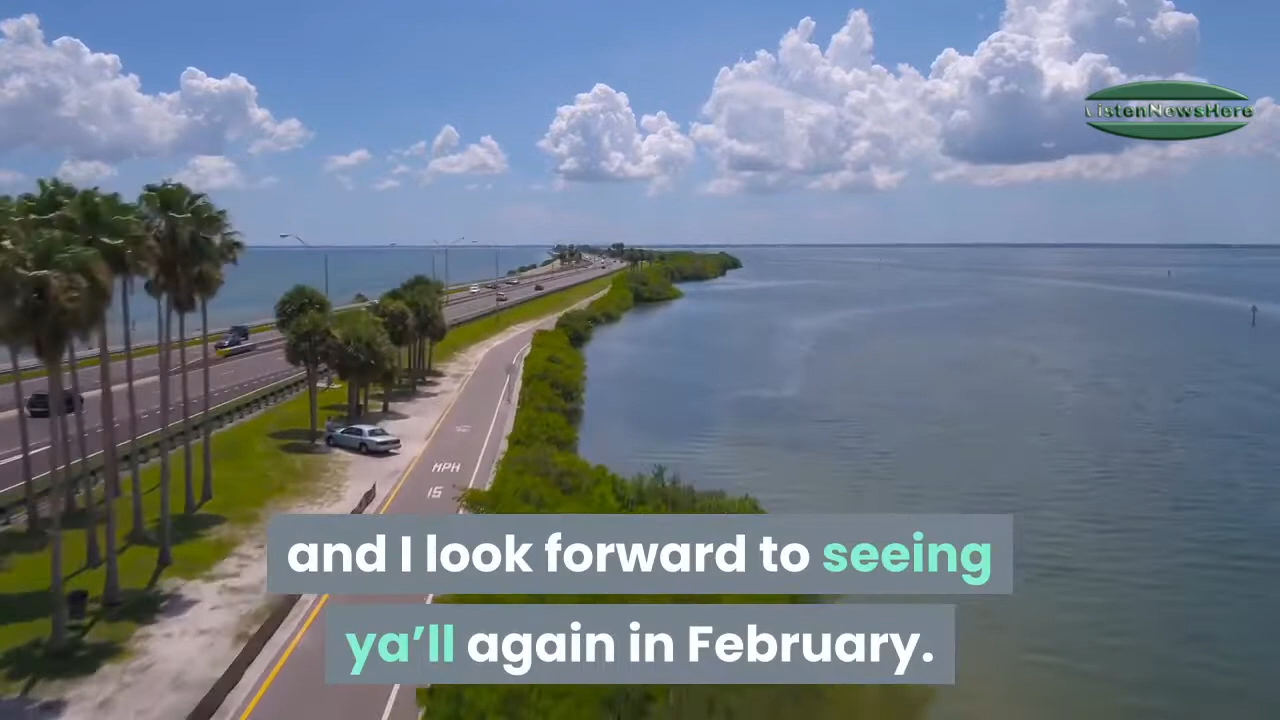 ListenNewsHere
MPH
15
and I look forward to seeing
ya'll again in February.